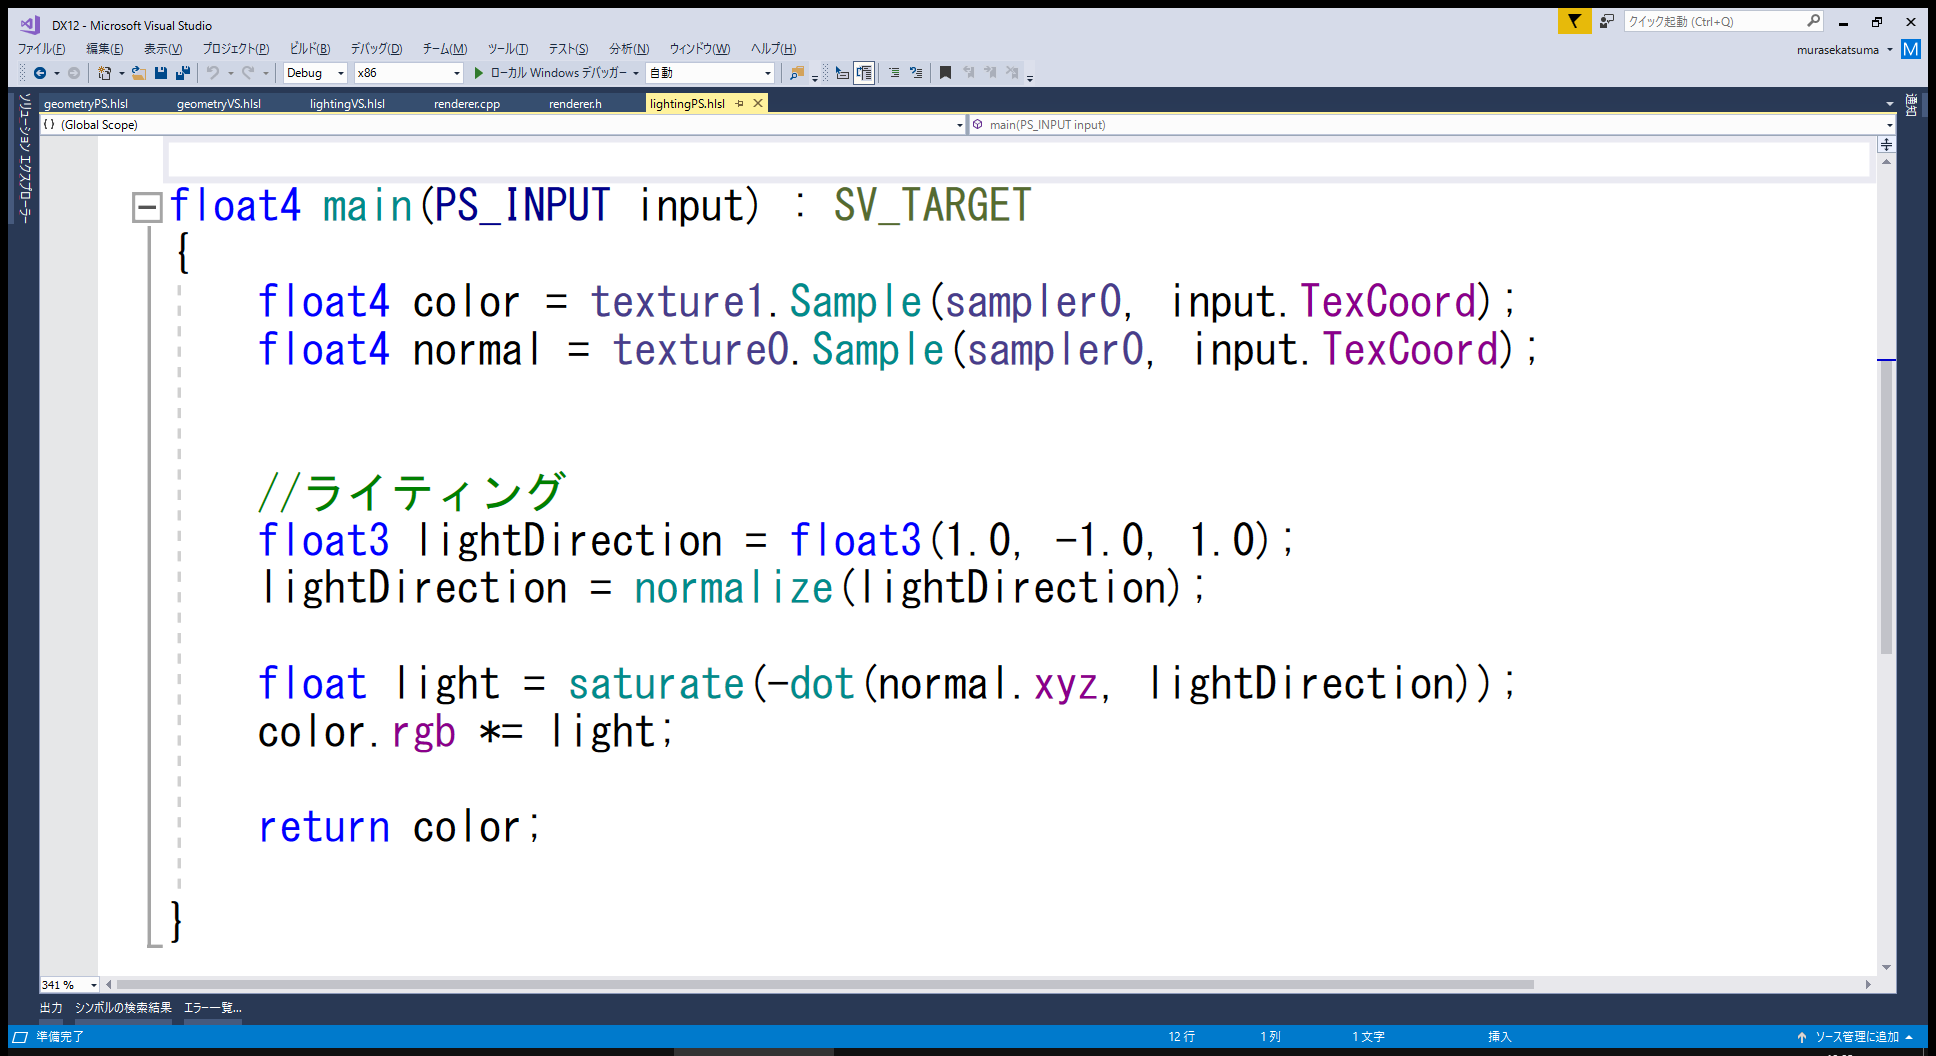 DX12 - Microsoft Visual Studio
クイック起動 (Ctrl+Q)
ファイル(F) 編集(E) 表示(V) プロジェクト(P) ビルド(B) デバッグ(D) チーム(M) ツール(T) テスト(S) 分析(N) ウィンドウ(W) ヘルプ(H)
murasekatsuma M
Debug x86 ローカル Windows デバッガー 自動
ソリューション エクスプローラー
通知
geometryPS.hlsl geometryVS.hlsl lightingVS.hlsl renderer.cpp renderer.h lightingPS.hlsl
{} (Global Scope) main(PS_INPUT input)
float4 main(PS_INPUT input) : SV_TARGET
{
float4 color = texture1.Sample(sampler0, input.TexCoord);
float4 normal = texture0.Sample(sampler0, input.TexCoord);
//ライティング
float3 lightDirection = float3(1.0, -1.0, 1.0);
lightDirection = normalize(lightDirection);
float light = saturate(-dot(normal.xyz, lightDirection));
color.rgb *= light;
return color;
}
341 %
出力 シンボルの検索結果 エラー一覧...
準備完了 12 行 1 列 1 文字 挿入 ソース管理に追加